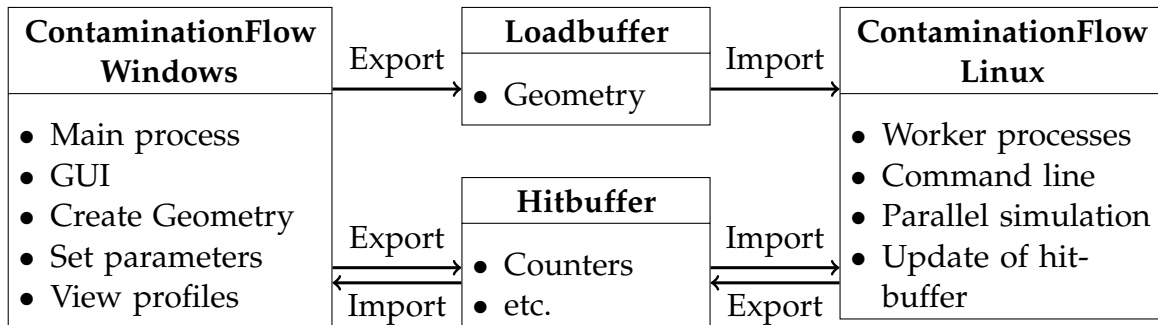 ContaminationFlow
Windows
• Main process
• GUI
• Create Geometry
• Set parameters
• View profiles
Export
Loadbuffer
• Geometry
Import
Export
Import
Hitbuffer
• Counters
• etc.
Import
Export
ContaminationFlow
Linux
• Worker processes
• Command line
• Parallel simulation
• Update of hit-
buffer